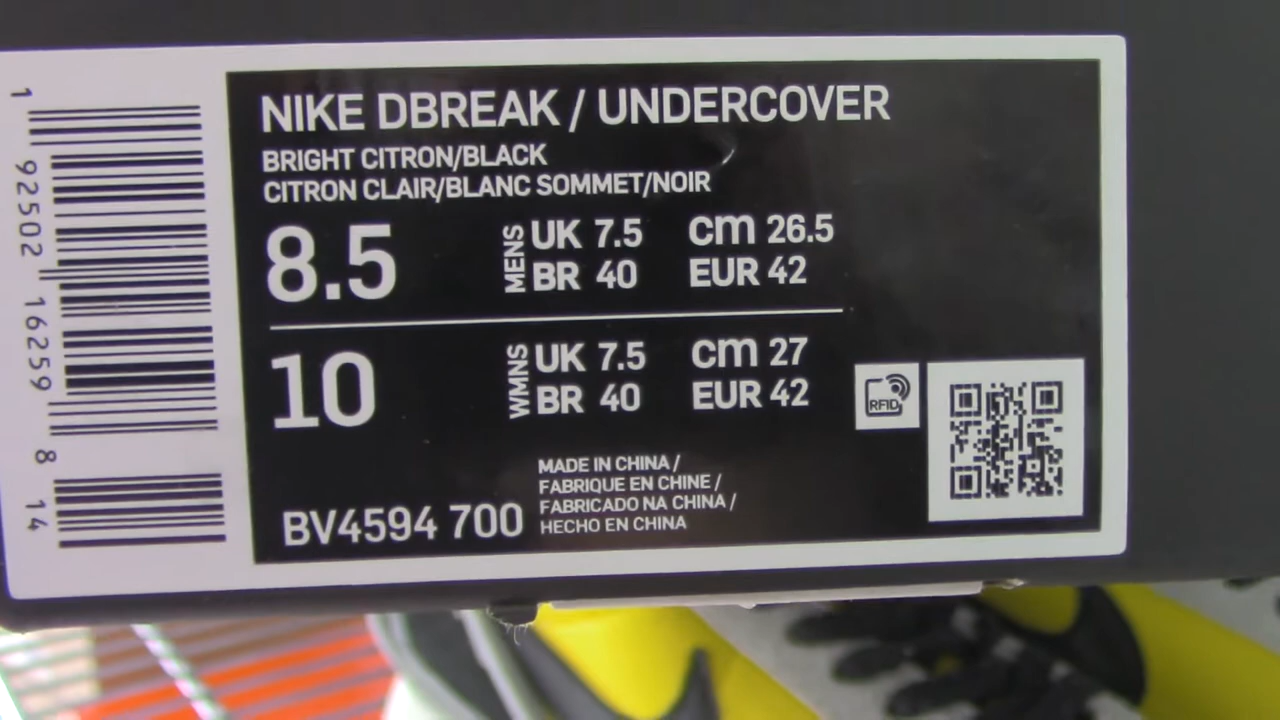 1 92502 16259 8 14
NIKE DBREAK / UNDERCOVER
BRIGHT CITRON/BLACK
CITRON CLAIR/BLANC SOMMET/NOIR
8.5 MENS UK 7.5 cm 26.5
BR 40 EUR 42
10 WMNS UK 7.5 cm 27
BR 40 EUR 42
RFID
MADE IN CHINA /
FABRIQUE EN CHINE /
FABRICADO NA CHINA /
HECHO EN CHINA
BV4594 700